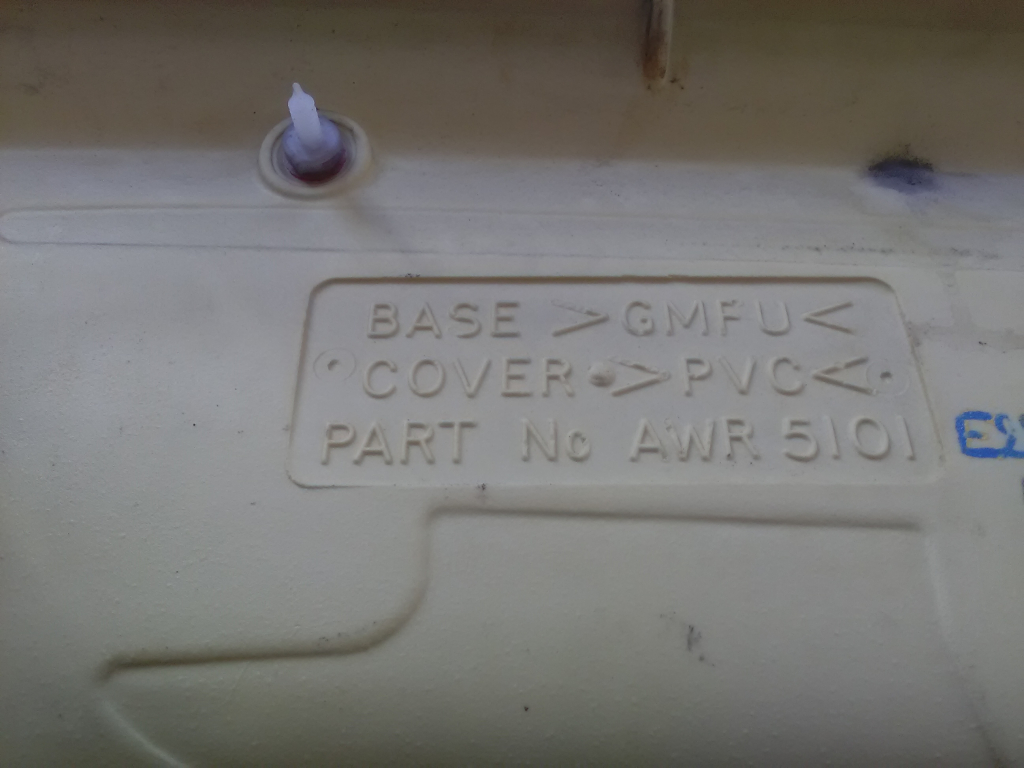 BASE >GMFU<
COVER >PVC<
PART No AWR 5101